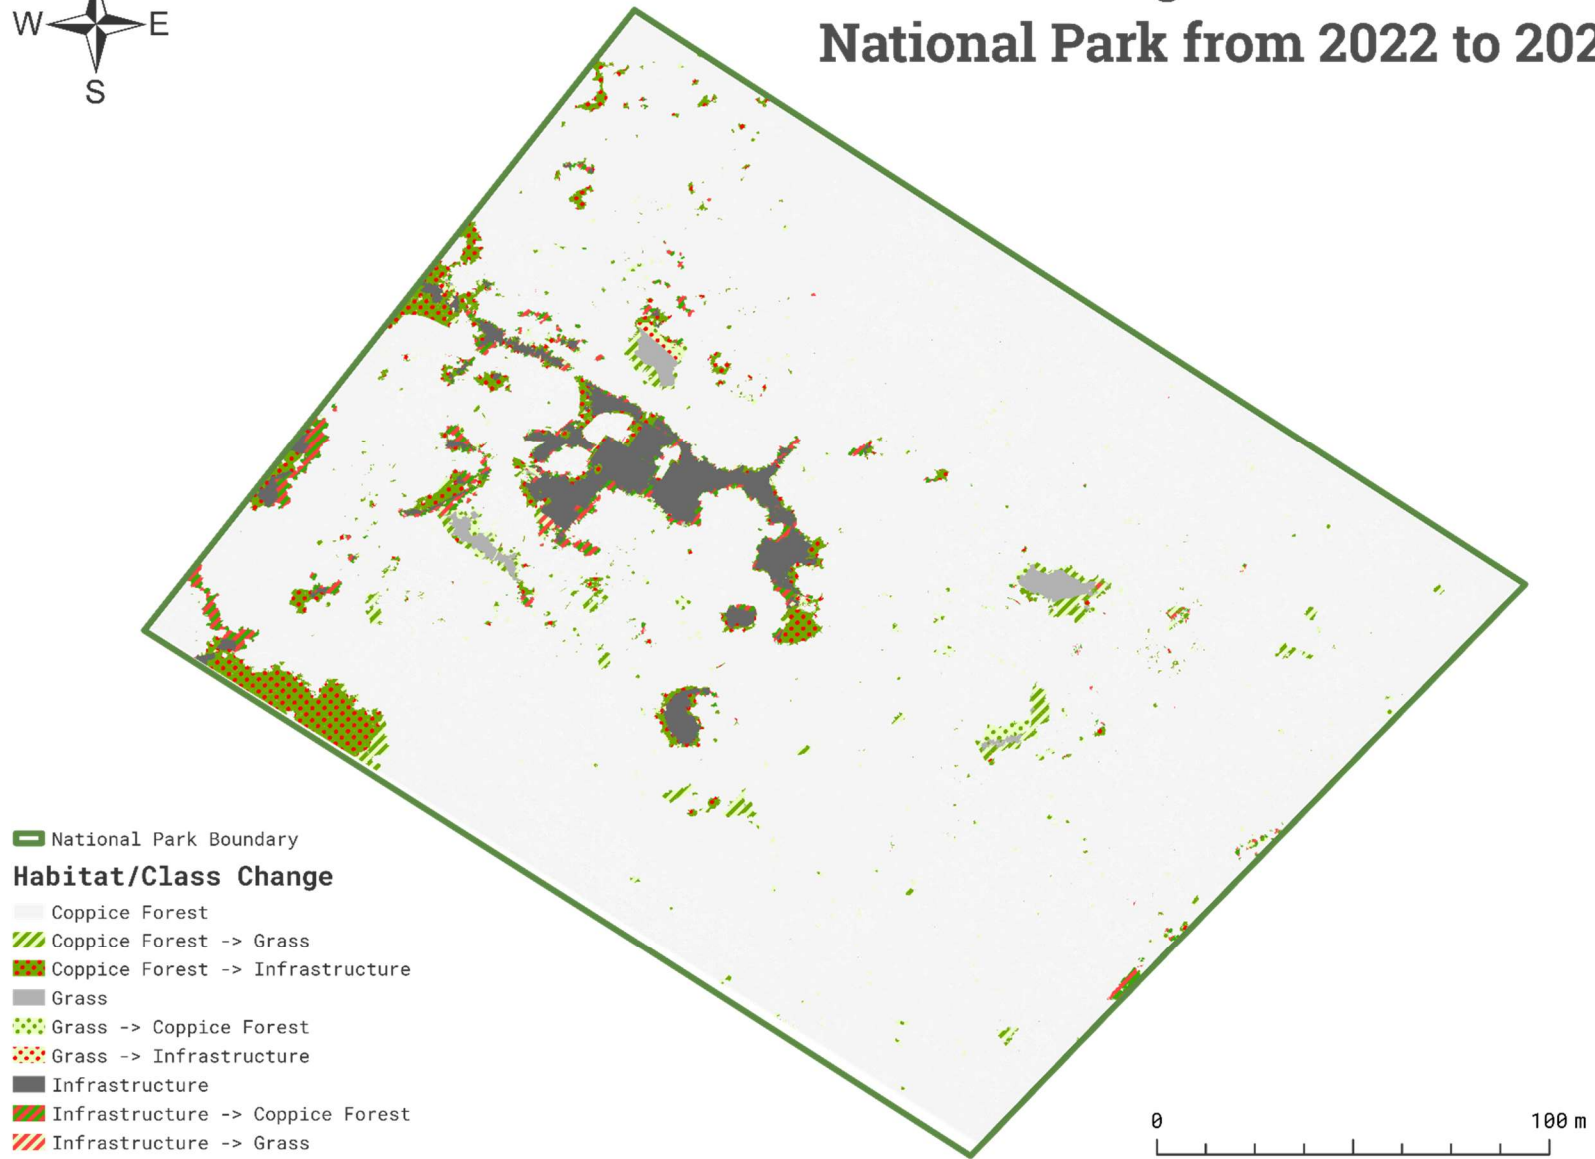 W E
S
National Park from 2022 to 202
National Park Boundary
Habitat/Class Change
Coppice Forest
Coppice Forest -> Grass
Coppice Forest -> Infrastructure
Grass
Grass -> Coppice Forest
Grass -> Infrastructure
Infrastructure
Infrastructure -> Coppice Forest
Infrastructure -> Grass
0 100 m